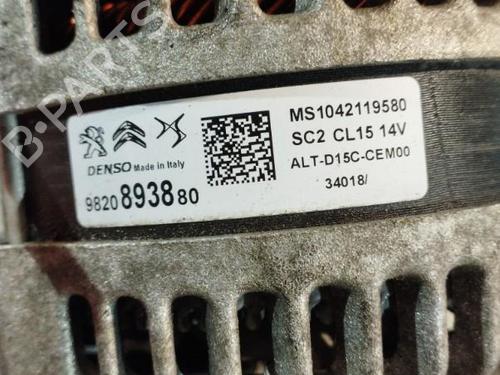 DENSO Made in Italy
9820893880
MS1042119580
SC2 CL15 14V
ALT-D15C-CEM00
34018/
B-PARTS